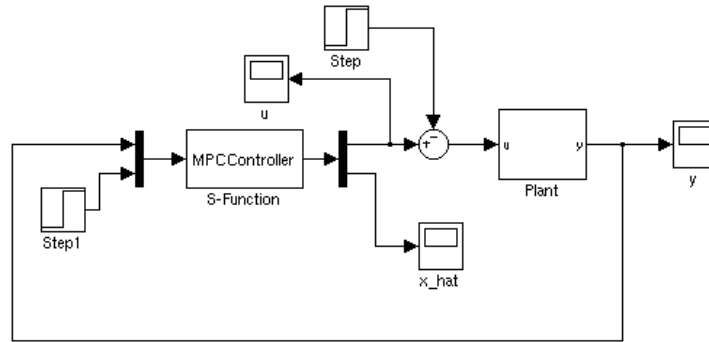 Step
u
MPCController
S-Function
Step1
+
−
u
y
Plant
y
x_hat